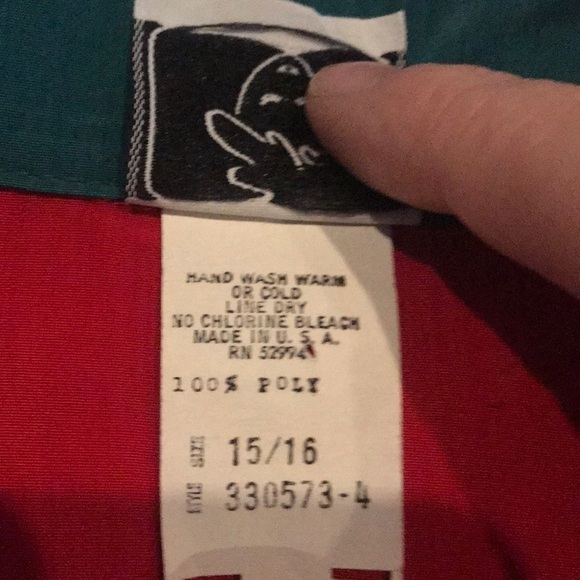 HAND WASH WARM
OR COLD
LINE DRY
NO CHLORINE BLEACH
MADE IN U. S. A.
RN 52994
100% POLY
SIZE 15/16
STYLE 330573-4